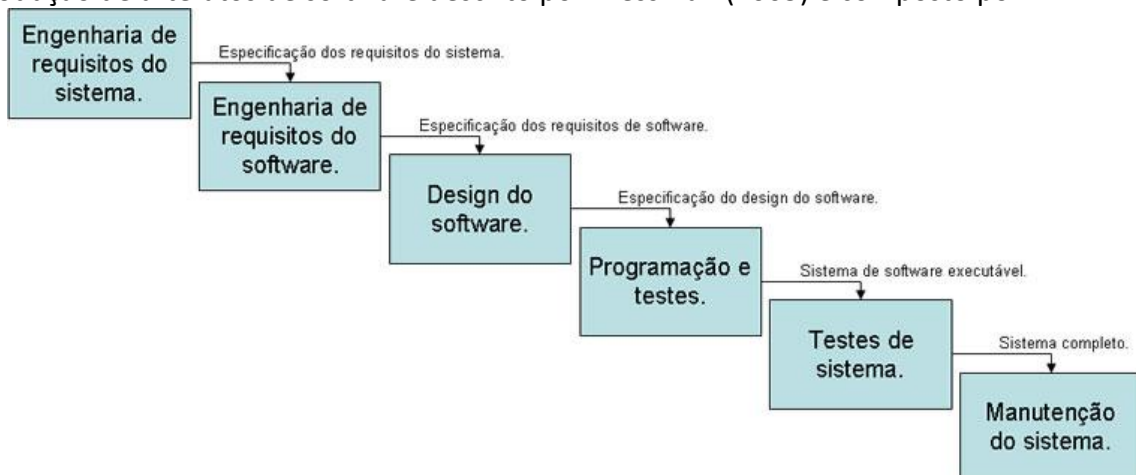 Engenharia de
requisitos do
sistema.
Especificação dos requisitos do sistema.
Engenharia de
requisitos do
software.
Especificação dos requisitos de software.
Design do
software.
Especificação do design do software.
Programação e
testes.
Sistema de software executável.
Testes de
sistema.
Sistema completo.
Manutenção
do sistema.